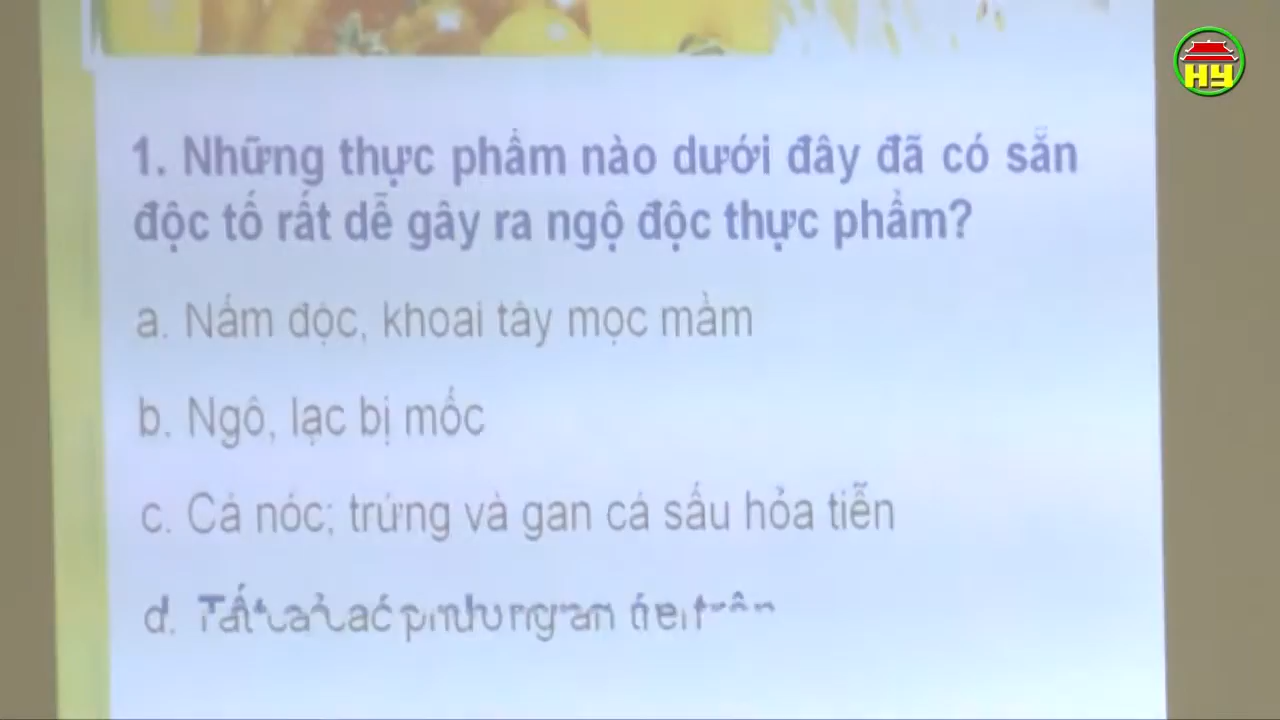 HY
1. Những thực phẩm nào dưới đây đã có sẵn
độc tố rất dễ gây ra ngộ độc thực phẩm?
a. Nấm độc, khoai tây mọc mầm
b. Ngô, lạc bị mốc
c. Cá nóc; trứng và gan cá sấu hỏa tiễn
d. Tất